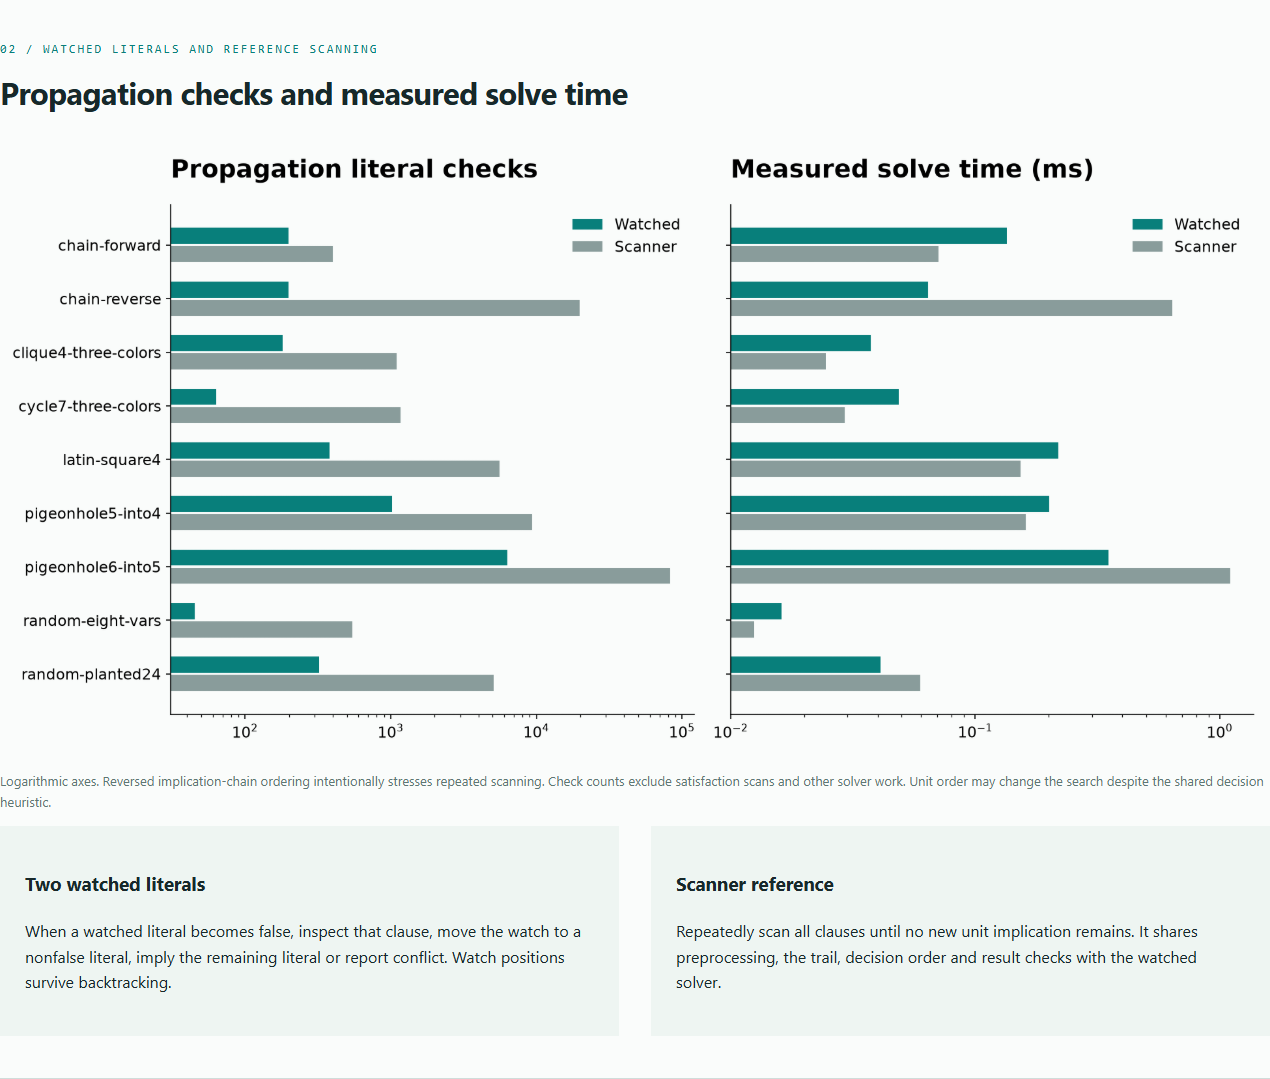 02 / WATCHED LITERALS AND REFERENCE SCANNING
Propagation checks and measured solve time
Propagation literal checks
Watched
Scanner
chain-forward
chain-reverse
clique4-three-colors
cycle7-three-colors
latin-square4
pigeonhole5-into4
pigeonhole6-into5
random-eight-vars
random-planted24
10² 10³ 10⁴ 10⁵
Measured solve time (ms)
Watched
Scanner
10⁻² 10⁻¹ 10⁰
Logarithmic axes. Reversed implication-chain ordering intentionally stresses repeated scanning. Check counts exclude satisfaction scans and other solver work. Unit order may change the search despite the shared decision
heuristic.
Two watched literals
When a watched literal becomes false, inspect that clause, move the watch to a
nonfalse literal, imply the remaining literal or report conflict. Watch positions
survive backtracking.
Scanner reference
Repeatedly scan all clauses until no new unit implication remains. It shares
preprocessing, the trail, decision order and result checks with the watched
solver.